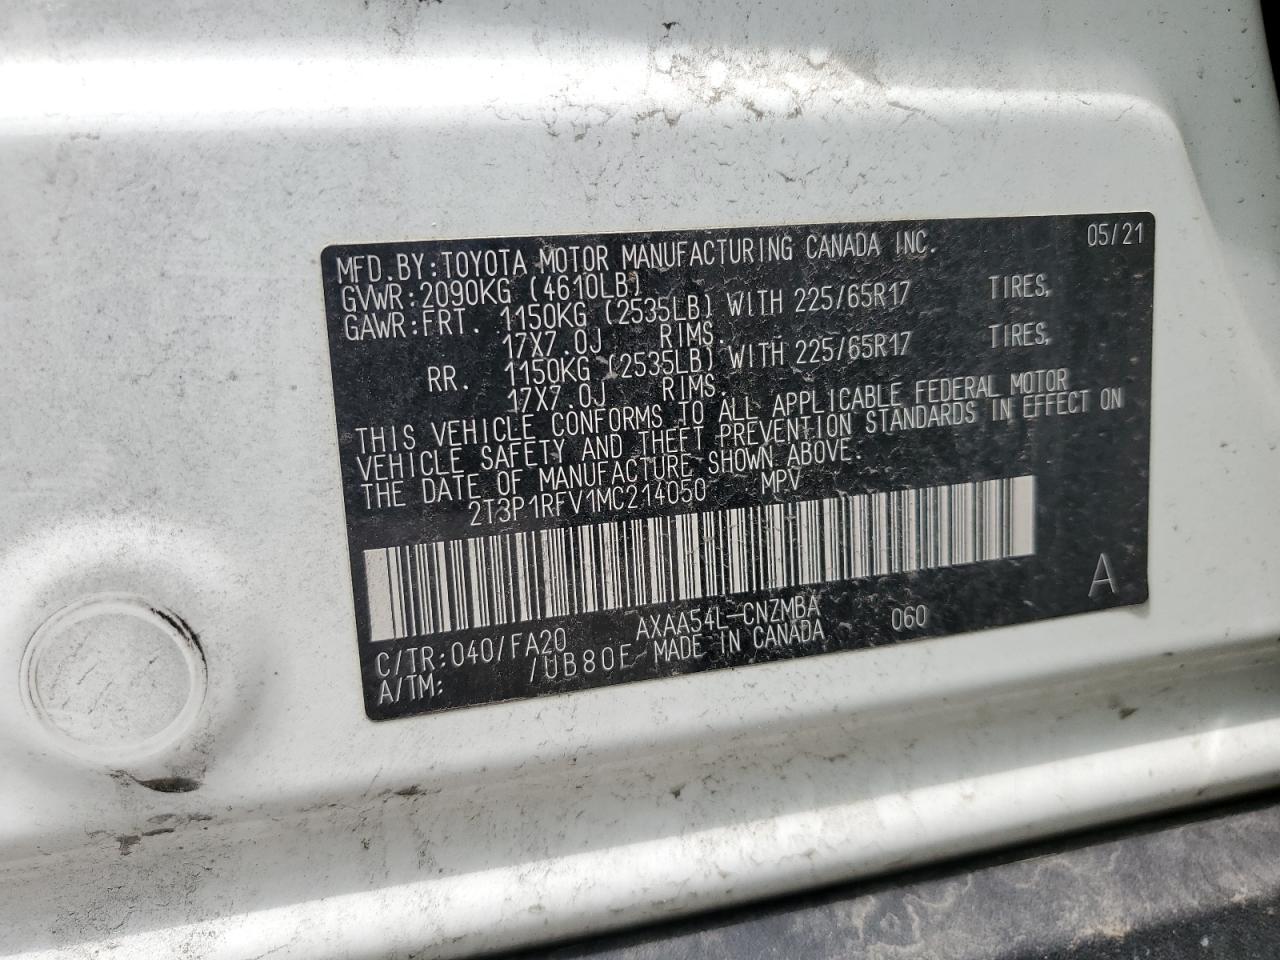 MFD.BY:TOYOTA MOTOR MANUFACTURING CANADA INC. 05/21
GVWR:2090KG (4610LB)
GAWR:FRT. 1150KG (2535LB) WITH 225/65R17 TIRES,
17X7.0J RIMS.
RR. 1150KG (2535LB) WITH 225/65R17 TIRES,
17X7.0J RIMS.
THIS VEHICLE CONFORMS TO ALL APPLICABLE FEDERAL MOTOR
VEHICLE SAFETY AND THEFT PREVENTION STANDARDS IN EFFECT ON
THE DATE OF MANUFACTURE SHOWN ABOVE.
2T3P1RFV1MC214050 MPV
A
C/TR:040/FA20 AXAA54L-CNZMBA 060
A/TM: /UB80E MADE IN CANADA